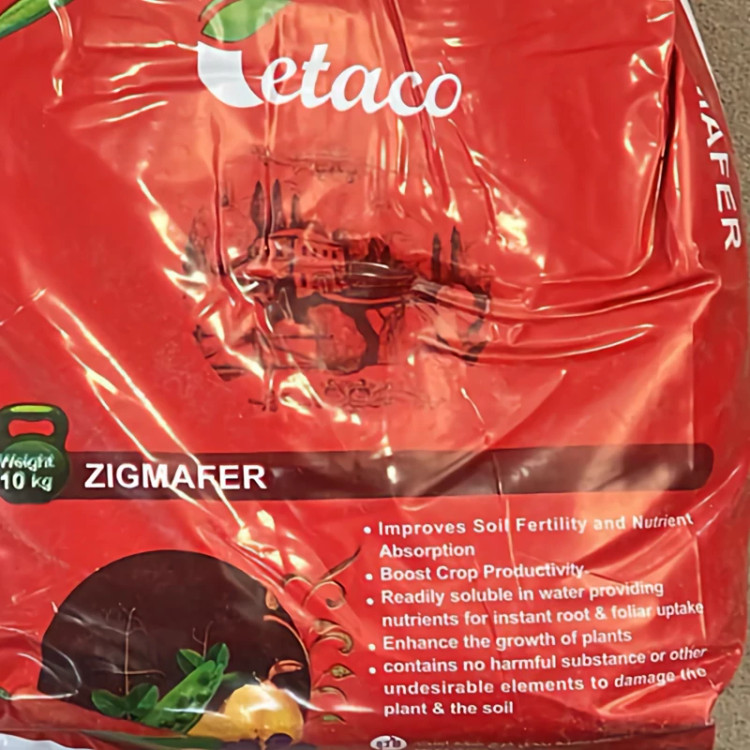 etaco
AFER
Weight
10 kg
ZIGMAFER
• Improves Soil Fertility and Nutrient
Absorption
• Boost Crop Productivity
• Readily soluble in water providing
nutrients for instant root & foliar uptake
• Enhance the growth of plants
• contains no harmful substance or other
undesirable elements to damage the
plant & the soil